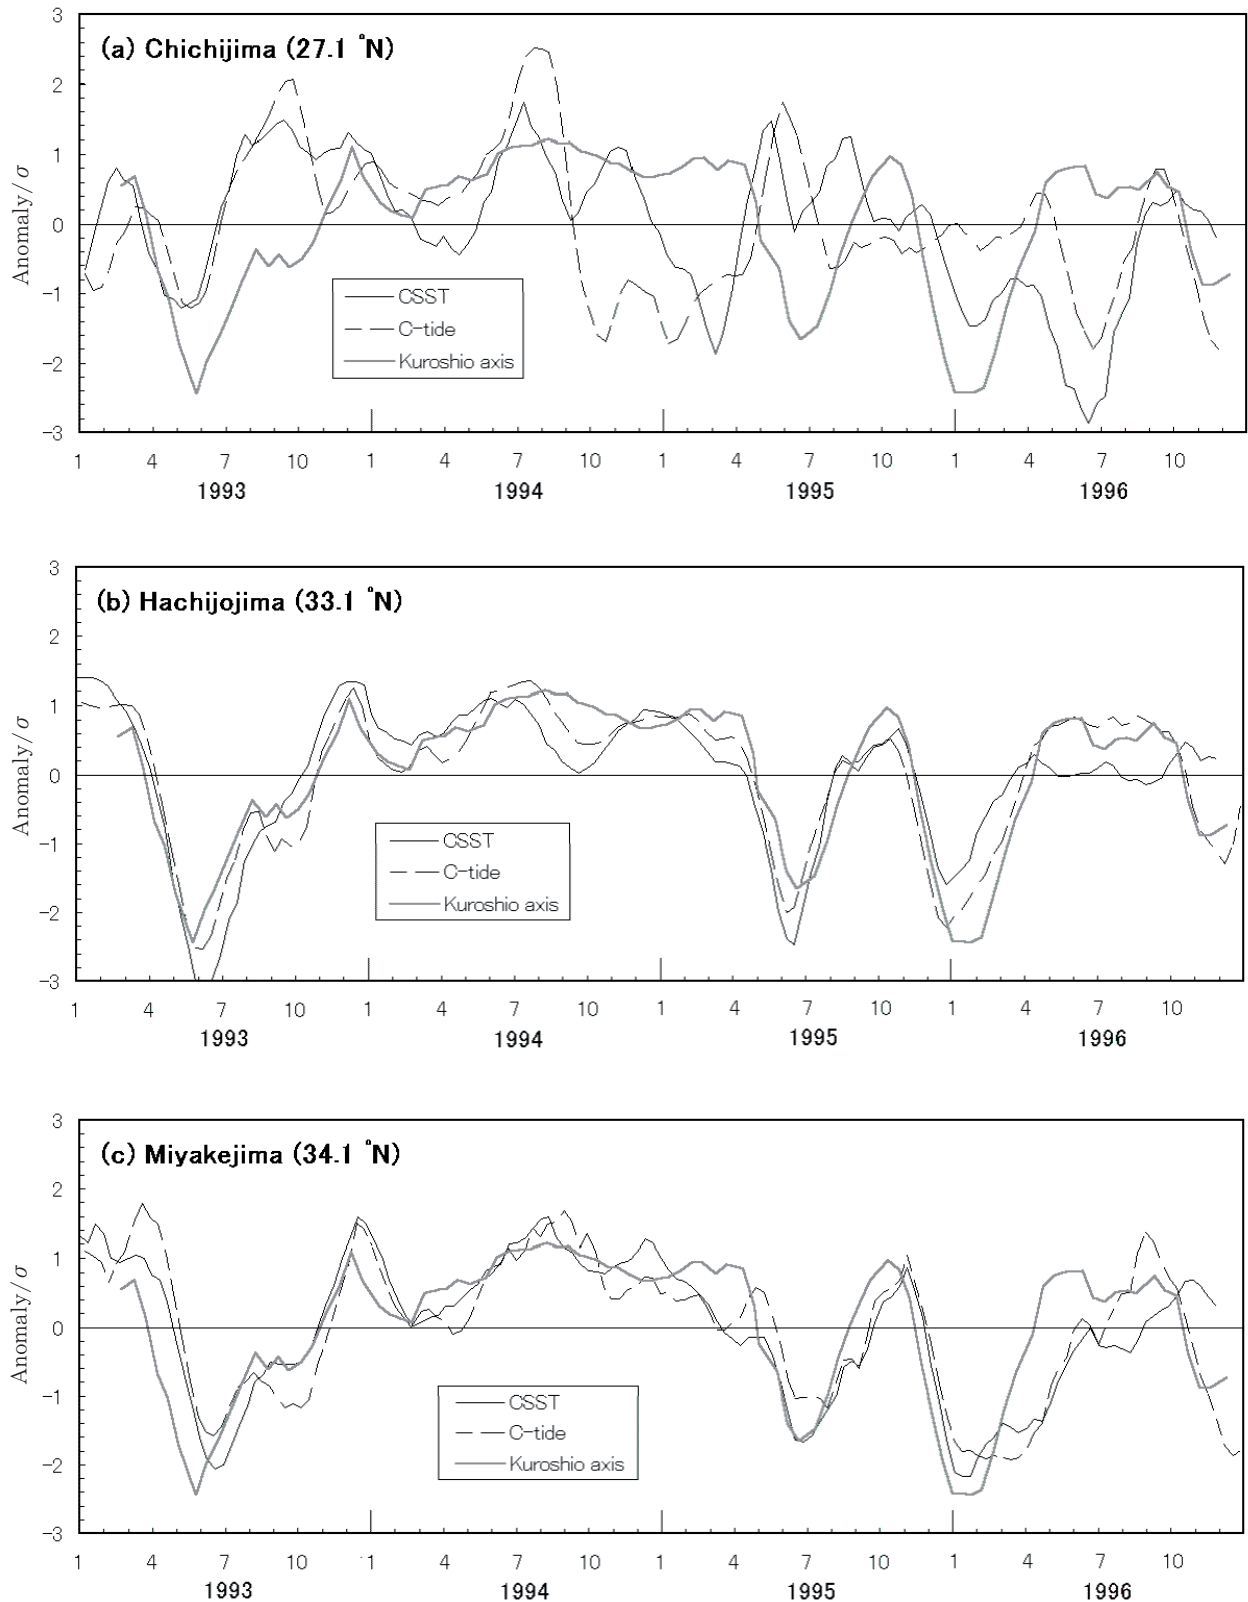 (a) Chichijima (27.1 °N)
3
2
1
0
-1
-2
-3
Anomaly/σ
CSST
C-tide
Kuroshio axis
1 4 7 10 1 4 7 10 1 4 7 10 1 4 7 10
1993 1994 1995 1996
(b) Hachijojima (33.1 °N)
3
2
1
0
-1
-2
-3
Anomaly/σ
CSST
C-tide
Kuroshio axis
1 4 7 10 1 4 7 10 1 4 7 10 1 4 7 10
1993 1994 1995 1996
(c) Miyakejima (34.1 °N)
3
2
1
0
-1
-2
-3
Anomaly/σ
CSST
C-tide
Kuroshio axis
1 4 7 10 1 4 7 10 1 4 7 10 1 4 7 10
1993 1994 1995 1996